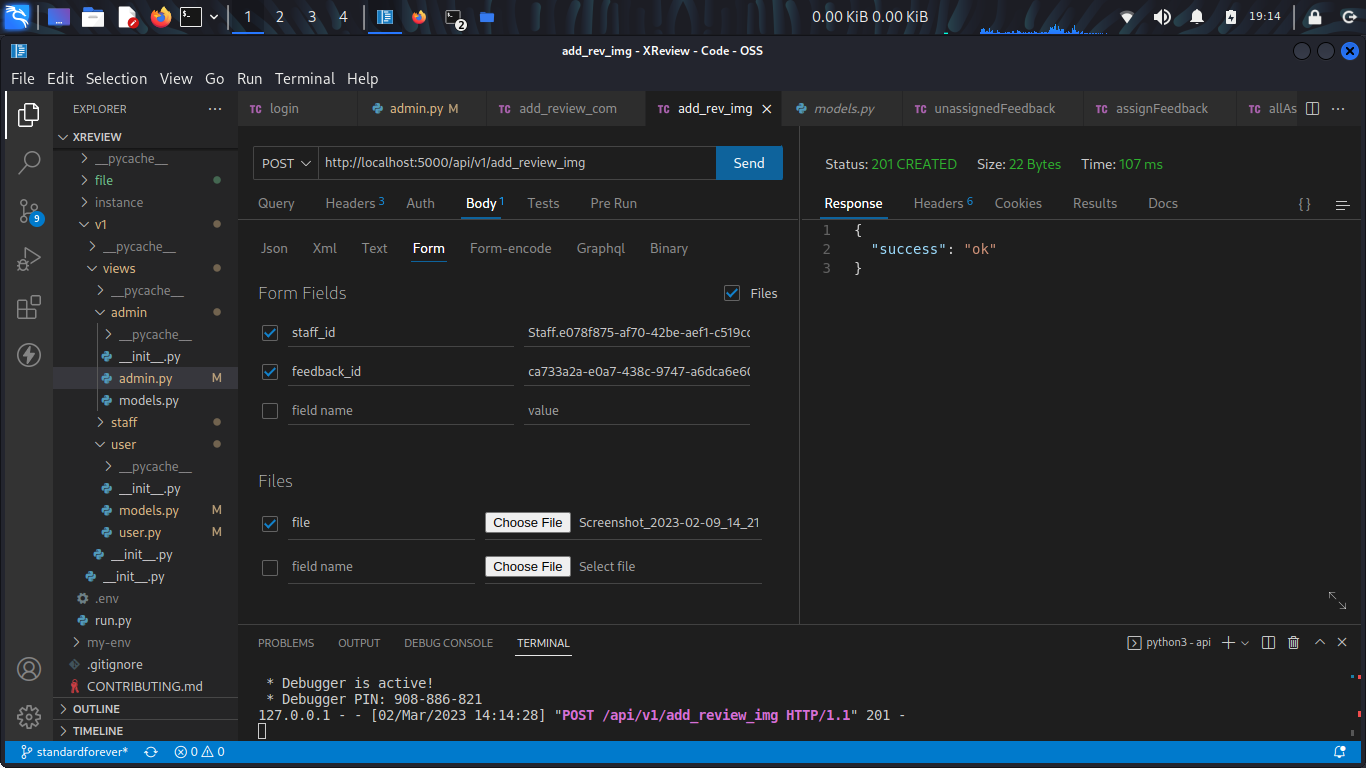 1 2 3 4 2 0.00 KiB 0.00 KiB 19:14
add_rev_img - XReview - Code - OSS
File Edit Selection View Go Run Terminal Help
EXPLORER
XREVIEW
__pycache__
file
instance
v1
__pycache__
views
__pycache__
admin
__pycache__
__init__.py
admin.py M
models.py
staff
user
__pycache__
__init__.py
models.py M
user.py M
__init__.py
__init__.py
.env
run.py
my-env
.gitignore
CONTRIBUTING.md
OUTLINE
TIMELINE
9
TC login admin.py M TC add_review_com TC add_rev_img models.py TC unassignedFeedback TC assignFeedback TC allAs
POST http://localhost:5000/api/v1/add_review_img Send
Query Headers 3 Auth Body 1 Tests Pre Run
Json Xml Text Form Form-encode Graphql Binary
Form Fields Files
staff_id Staff.e078f875-af70-42be-aef1-c519cc
feedback_id ca733a2a-e0a7-438c-9747-a6dca6e60
field name value
Files
file Choose File Screenshot_2023-02-09_14_21
field name Choose File Select file
Status: 201 CREATED Size: 22 Bytes Time: 107 ms
Response Headers 6 Cookies Results Docs { }
1 {
2 "success": "ok"
3 }
PROBLEMS OUTPUT DEBUG CONSOLE TERMINAL python3 - api
* Debugger is active!
* Debugger PIN: 908-886-821
127.0.0.1 - - [02/Mar/2023 14:14:28] "POST /api/v1/add_review_img HTTP/1.1" 201 -
standardforever* 0 0